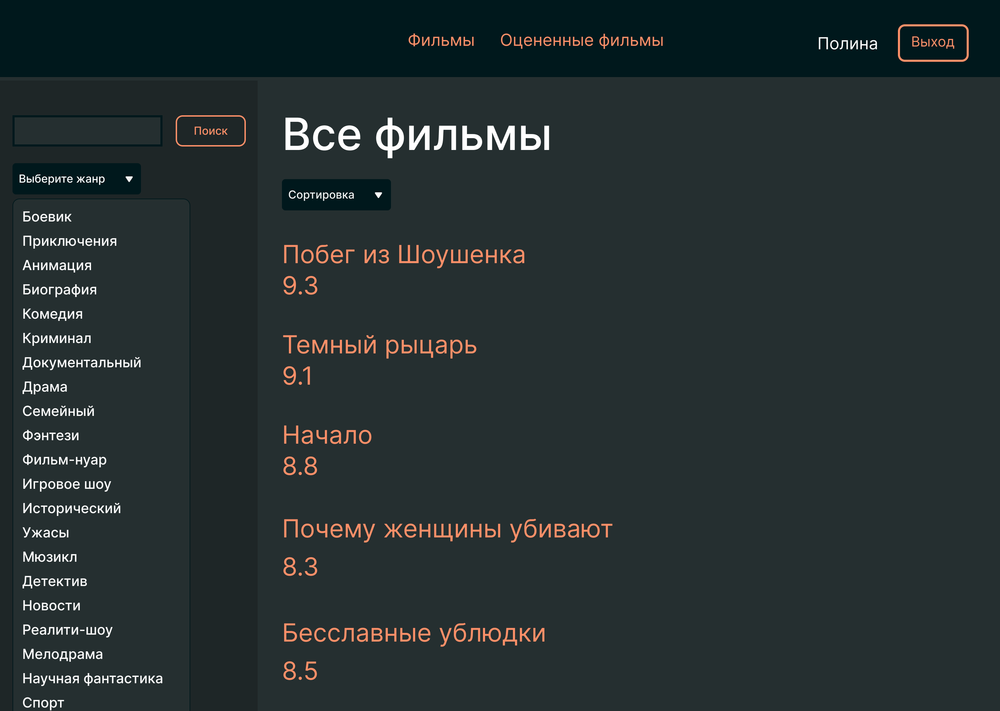 Фильмы
Оцененные фильмы
Полина
Выход
Поиск
Выберите жанр
Боевик
Приключения
Анимация
Биография
Комедия
Криминал
Документальный
Драма
Семейный
Фэнтези
Фильм-нуар
Игровое шоу
Исторический
Ужасы
Мюзикл
Детектив
Новости
Реалити-шоу
Мелодрама
Научная фантастика
Спорт
Все фильмы
Сортировка
Побег из Шоушенка
9.3
Темный рыцарь
9.1
Начало
8.8
Почему женщины убивают
8.3
Бесславные ублюдки
8.5